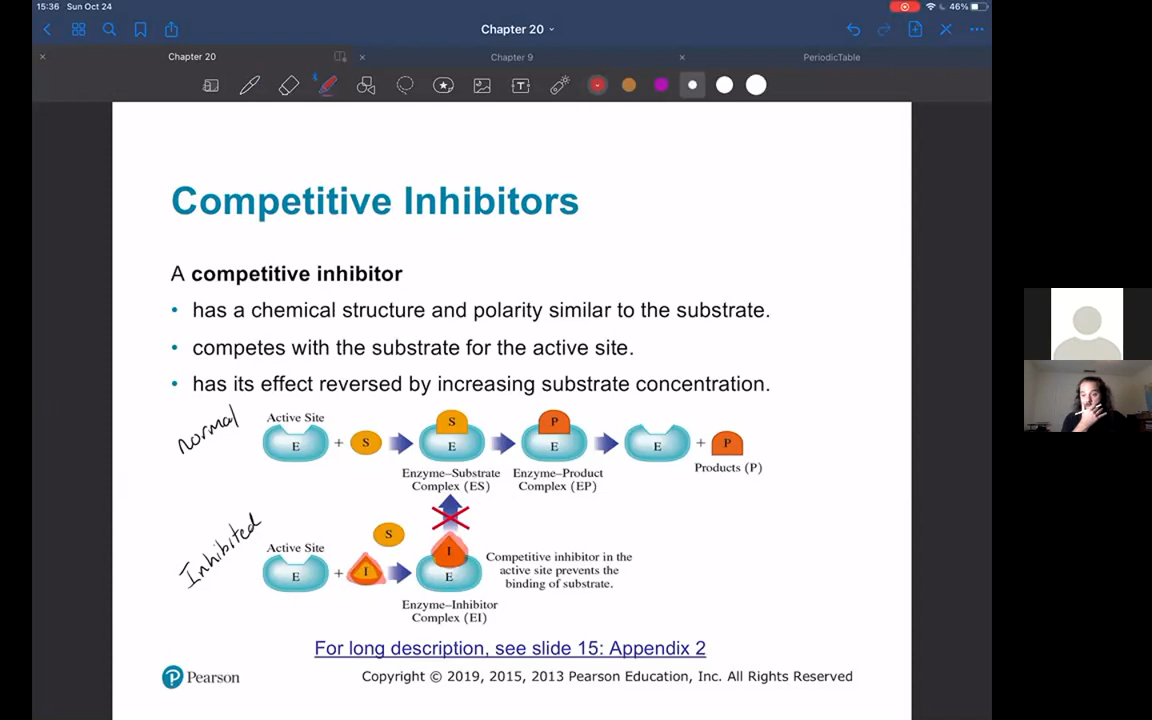 15:36 Sun Oct 24
46%
Chapter 20
Chapter 20
Chapter 9
PeriodicTable
T
Competitive Inhibitors
A competitive inhibitor
• has a chemical structure and polarity similar to the substrate.
• competes with the substrate for the active site.
• has its effect reversed by increasing substrate concentration.
normal
Active Site
E + S
S
E
P
E
E + P
Enzyme–Substrate
Complex (ES)
Enzyme–Product
Complex (EP)
Products (P)
Inhibited
Active Site
S
E + I
I
E
Competitive inhibitor in the
active site prevents the
binding of substrate.
Enzyme–Inhibitor
Complex (EI)
For long description, see slide 15: Appendix 2
P Pearson
Copyright © 2019, 2015, 2013 Pearson Education, Inc. All Rights Reserved